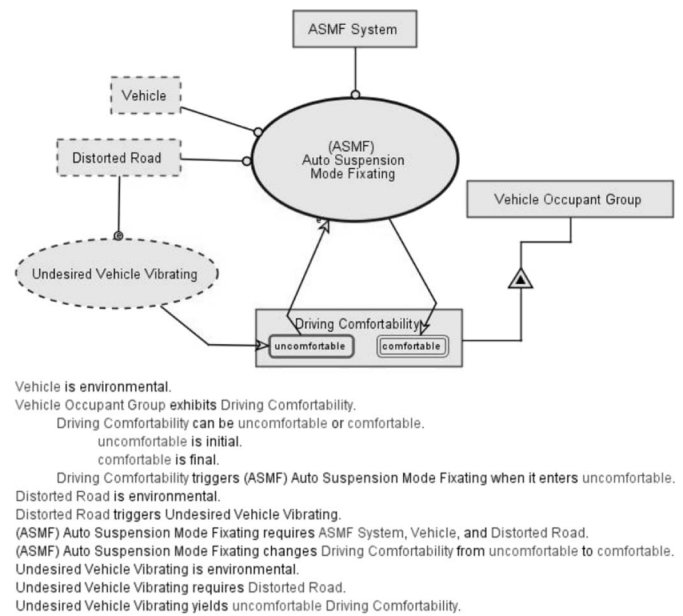 ASMF System
Vehicle
(ASMF)
Auto Suspension
Mode Fixating
Distorted Road
Vehicle Occupant Group
e
Undesired Vehicle Vibrating
e
Driving Comfortability
uncomfortable
comfortable
Vehicle is environmental.
Vehicle Occupant Group exhibits Driving Comfortability.
Driving Comfortability can be uncomfortable or comfortable.
uncomfortable is initial.
comfortable is final.
Driving Comfortability triggers (ASMF) Auto Suspension Mode Fixating when it enters uncomfortable.
Distorted Road is environmental.
Distorted Road triggers Undesired Vehicle Vibrating.
(ASMF) Auto Suspension Mode Fixating requires ASMF System, Vehicle, and Distorted Road.
(ASMF) Auto Suspension Mode Fixating changes Driving Comfortability from uncomfortable to comfortable.
Undesired Vehicle Vibrating is environmental.
Undesired Vehicle Vibrating requires Distorted Road.
Undesired Vehicle Vibrating yields uncomfortable Driving Comfortability.